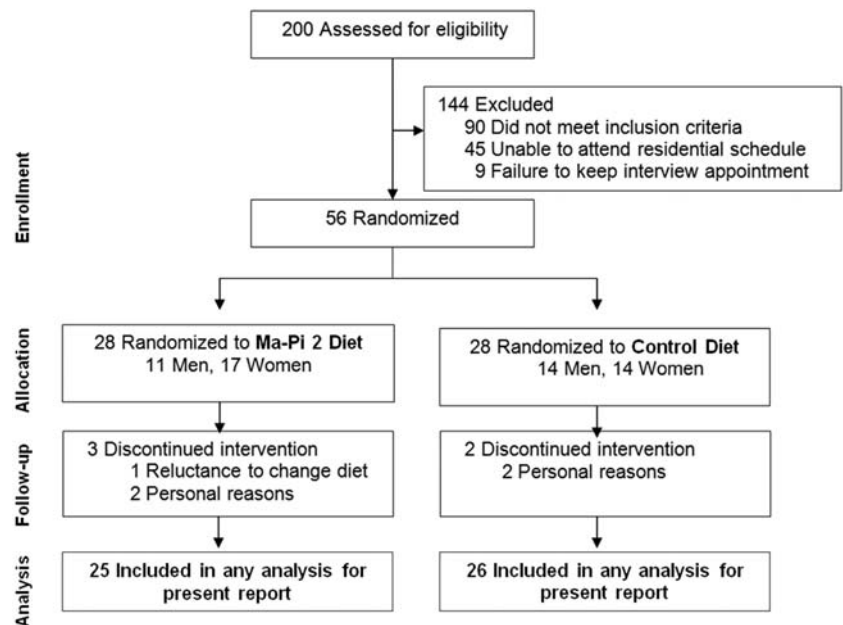 200 Assessed for eligibility
144 Excluded
90 Did not meet inclusion criteria
45 Unable to attend residential schedule
9 Failure to keep interview appointment
Enrollment
56 Randomized
Allocation
28 Randomized to Ma-Pi 2 Diet
11 Men, 17 Women
28 Randomized to Control Diet
14 Men, 14 Women
Follow-up
3 Discontinued intervention
1 Reluctance to change diet
2 Personal reasons
2 Discontinued intervention
2 Personal reasons
Analysis
25 Included in any analysis for
present report
26 Included in any analysis for
present report